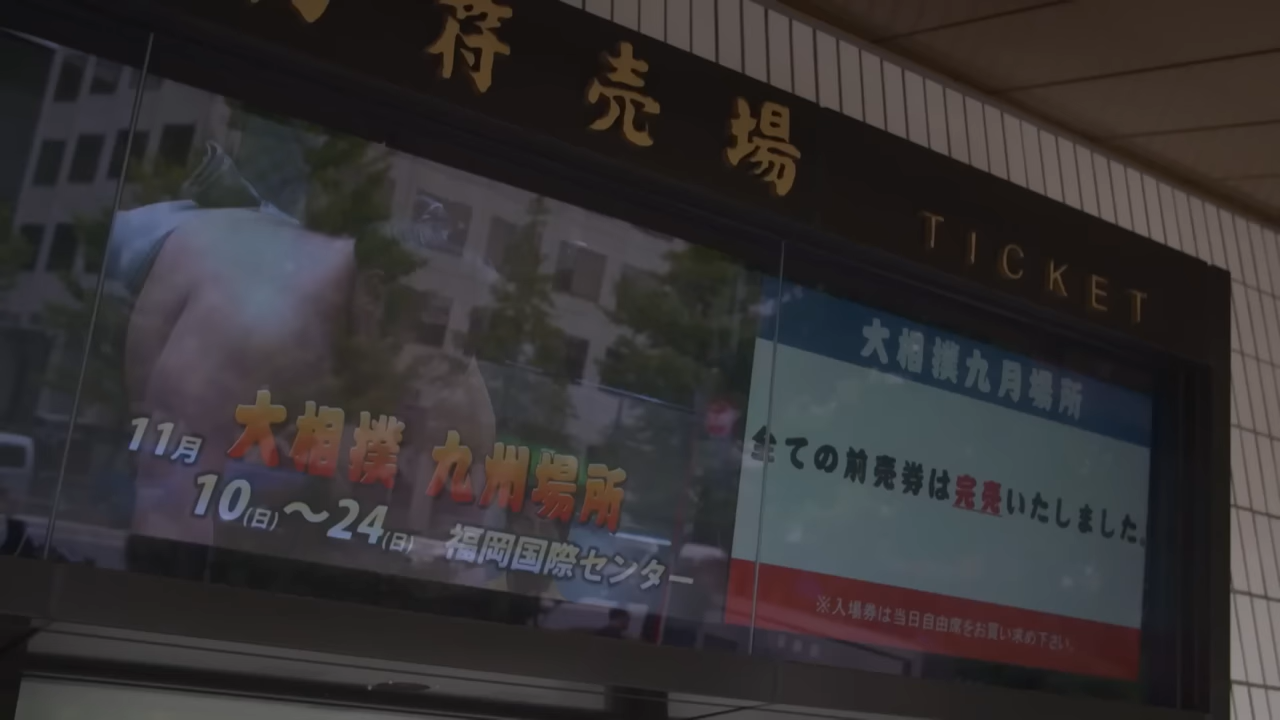 符売場
TICKET
11月 大相撲 九州場所
10(日)〜24(日) 福岡国際センター
大相撲九月場所
全ての前売券は完売いたしました。
※入場券は当日自由席をお買い求め下さい。